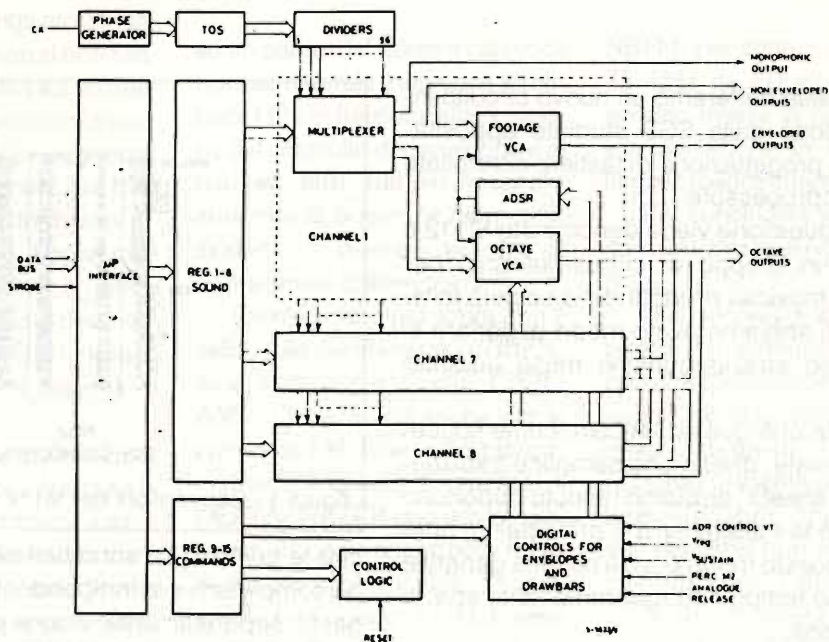 PHASE
GENERATOR
TOS
DIVIDERS
CK
1
96
MONOPHONIC
OUTPUT
NON ENVELOPED
OUTPUTS
ENVELOPED
OUTPUTS
MULTIPLEXER
FOOTAGE
VCA
ADSR
CHANNEL 1
OCTAVE
VCA
OCTAVE
OUTPUTS
DATA
BUS
STROBE
µP
INTERFACE
REG. 1-8
SOUND
CHANNEL 7
CHANNEL 8
REG. 9-15
COMMANDS
CONTROL
LOGIC
RESET
DIGITAL
CONTROLS FOR
ENVELOPES
AND
DRAWBARS
ADR CONTROL VT
PERC M2
ANALOGUE
RELEASE